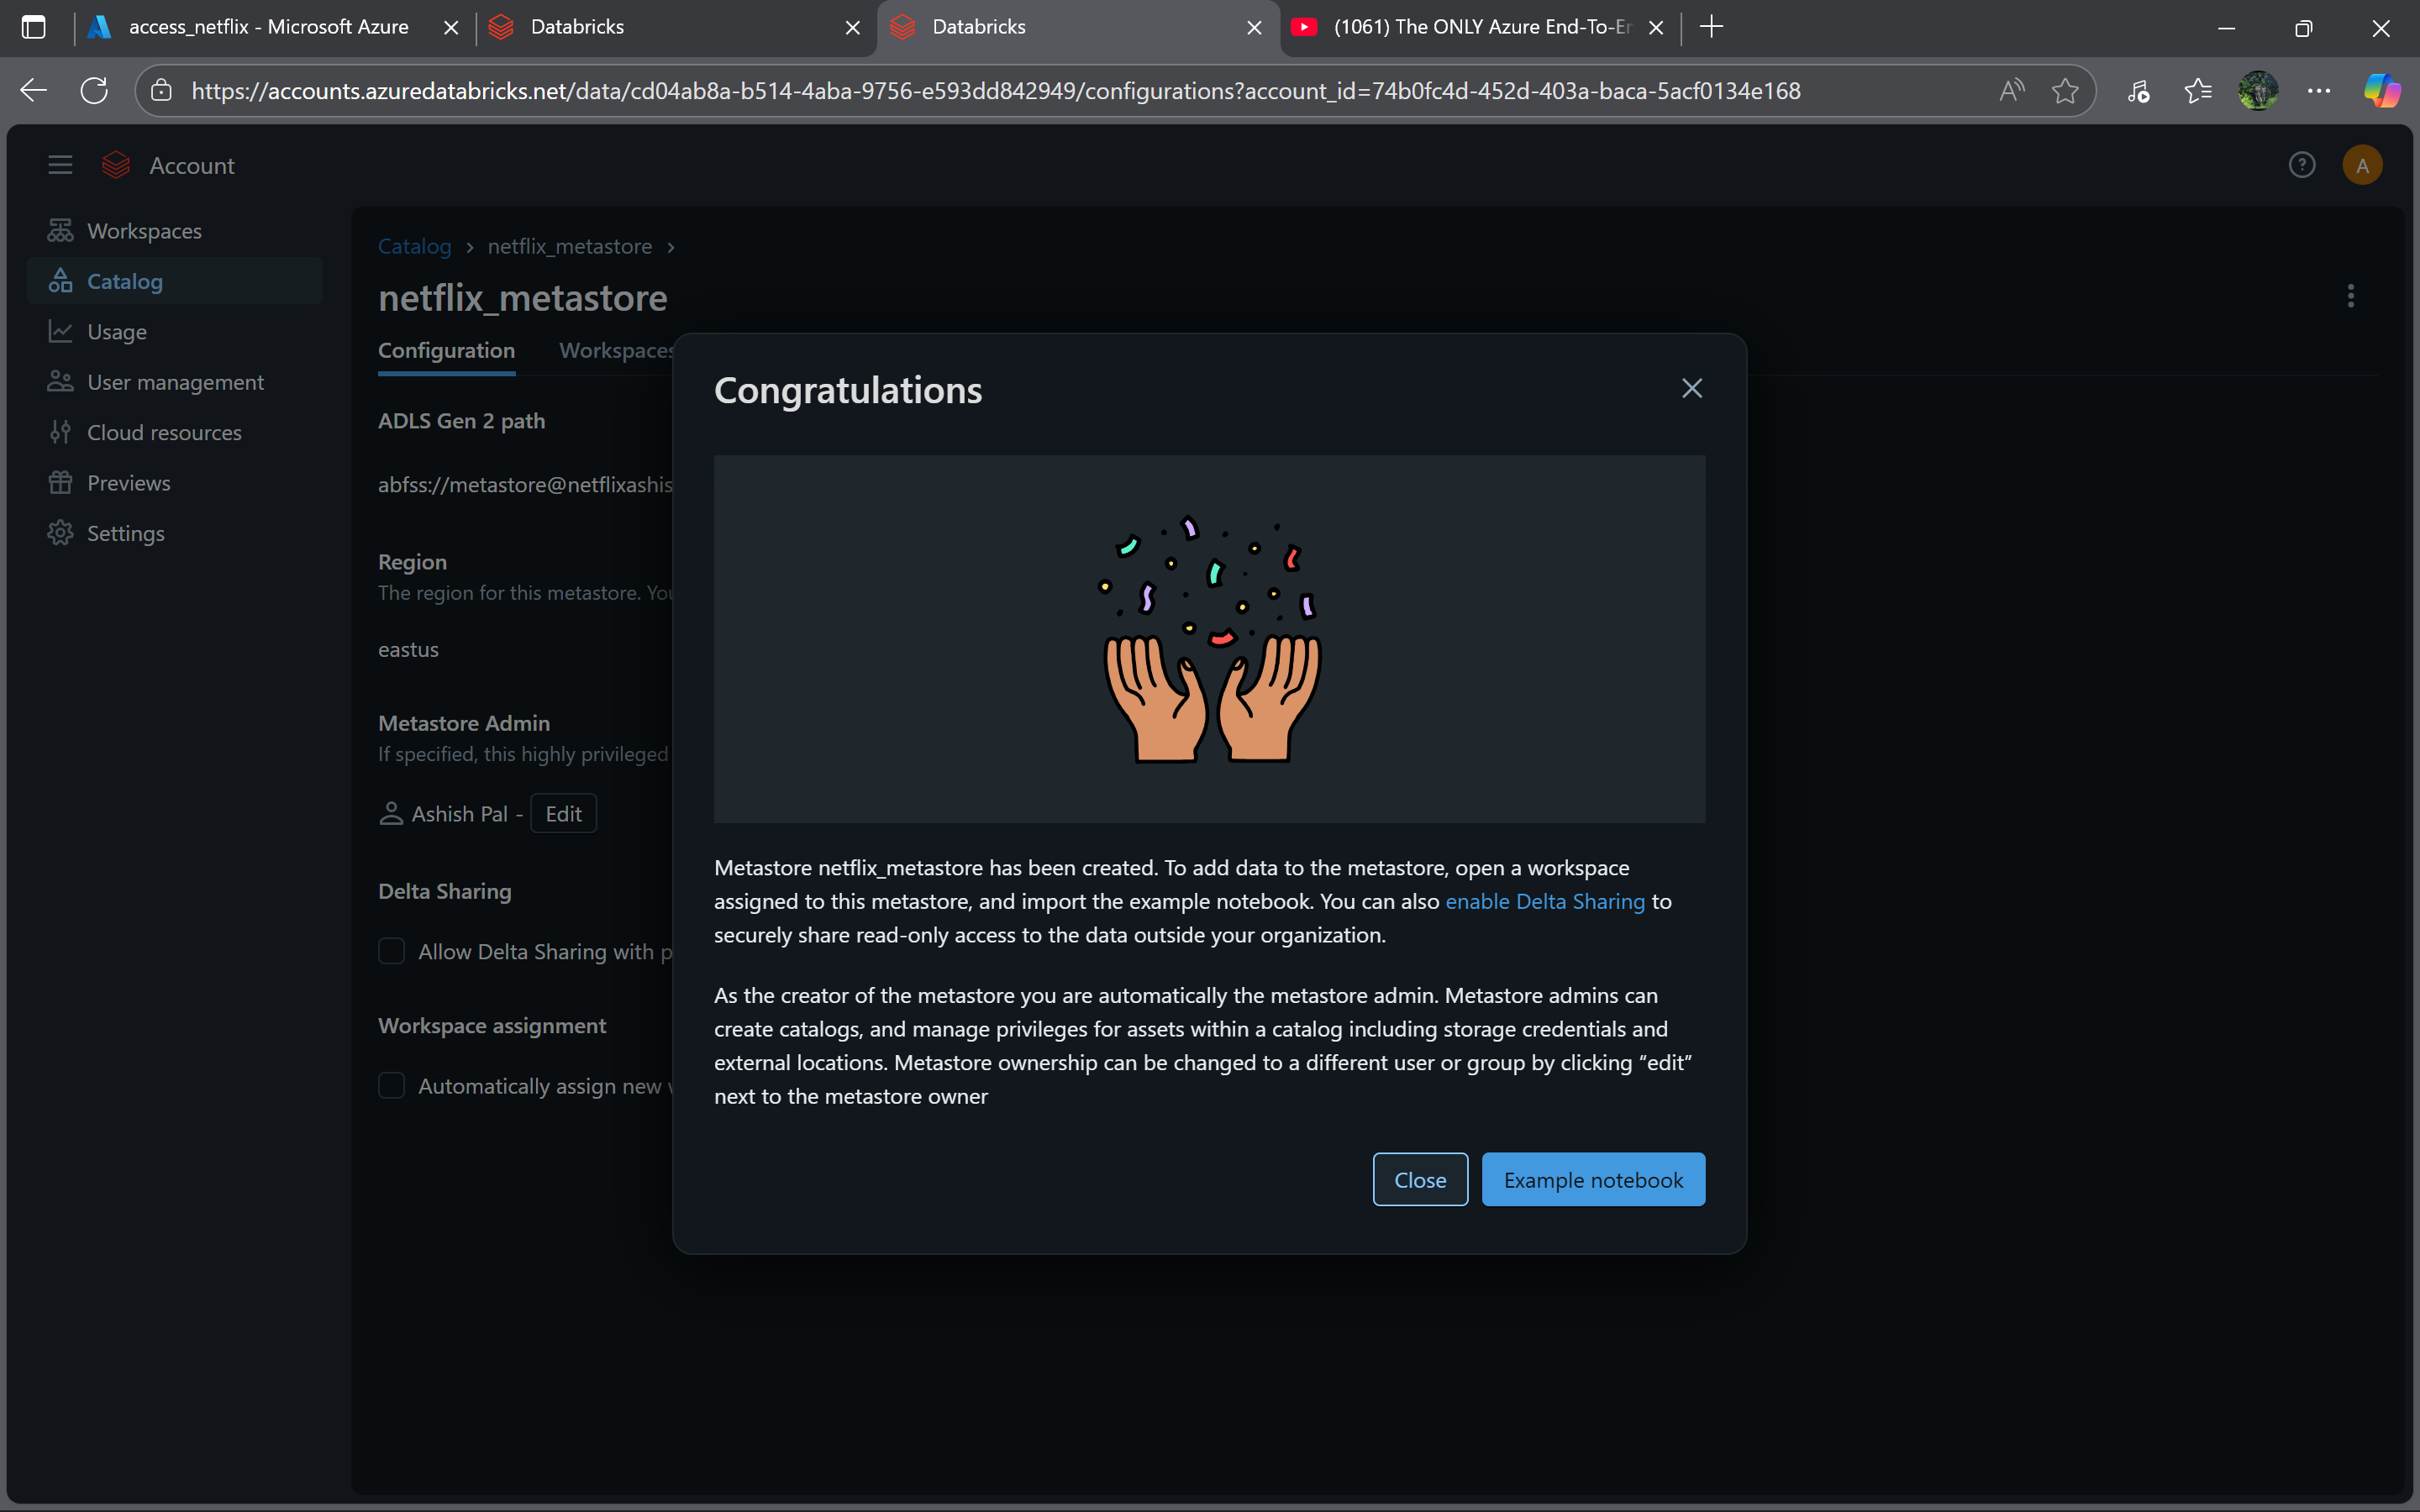 access_netflix - Microsoft Azure
Databricks
Databricks
(1061) The ONLY Azure End-To-En
https://accounts.azuredatabricks.net/data/cd04ab8a-b514-4aba-9756-e593dd842949/configurations?account_id=74b0fc4d-452d-403a-baca-5acf0134e168
Account
A
Workspaces
Catalog
Usage
User management
Cloud resources
Previews
Settings
Catalog > netflix_metastore >
netflix_metastore
Configuration
Workspaces
ADLS Gen 2 path
abfss://metastore@netflixashis
Region
The region for this metastore. You
eastus
Metastore Admin
If specified, this highly privileged
Ashish Pal -
Edit
Delta Sharing
Allow Delta Sharing with p
Workspace assignment
Automatically assign new
Congratulations
Metastore netflix_metastore has been created. To add data to the metastore, open a workspace
assigned to this metastore, and import the example notebook. You can also enable Delta Sharing to
securely share read-only access to the data outside your organization.
As the creator of the metastore you are automatically the metastore admin. Metastore admins can
create catalogs, and manage privileges for assets within a catalog including storage credentials and
external locations. Metastore ownership can be changed to a different user or group by clicking “edit”
next to the metastore owner
Close
Example notebook